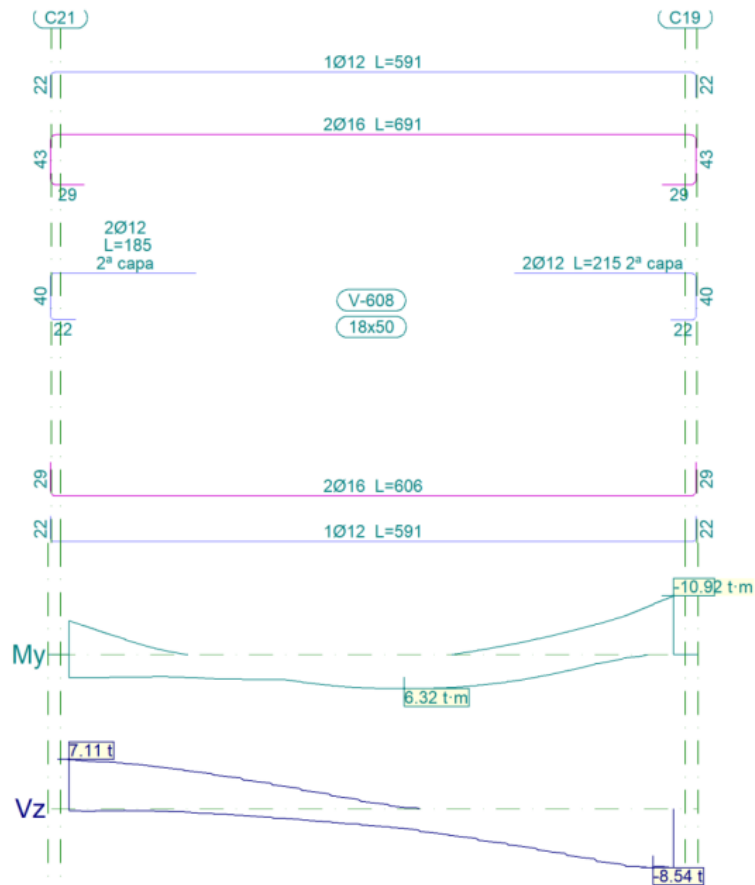 C21 C19
1Ø12 L=591
22 22
2Ø16 L=691
43 43
29 29
2Ø12
L=185
2ª capa 2Ø12 L=215 2ª capa
40 40
V-608
22 18x50 22
29 2Ø16 L=606 29
22 1Ø12 L=591 22
-10.92 t·m
My
6.32 t·m
7.11 t
Vz
-8.54 t